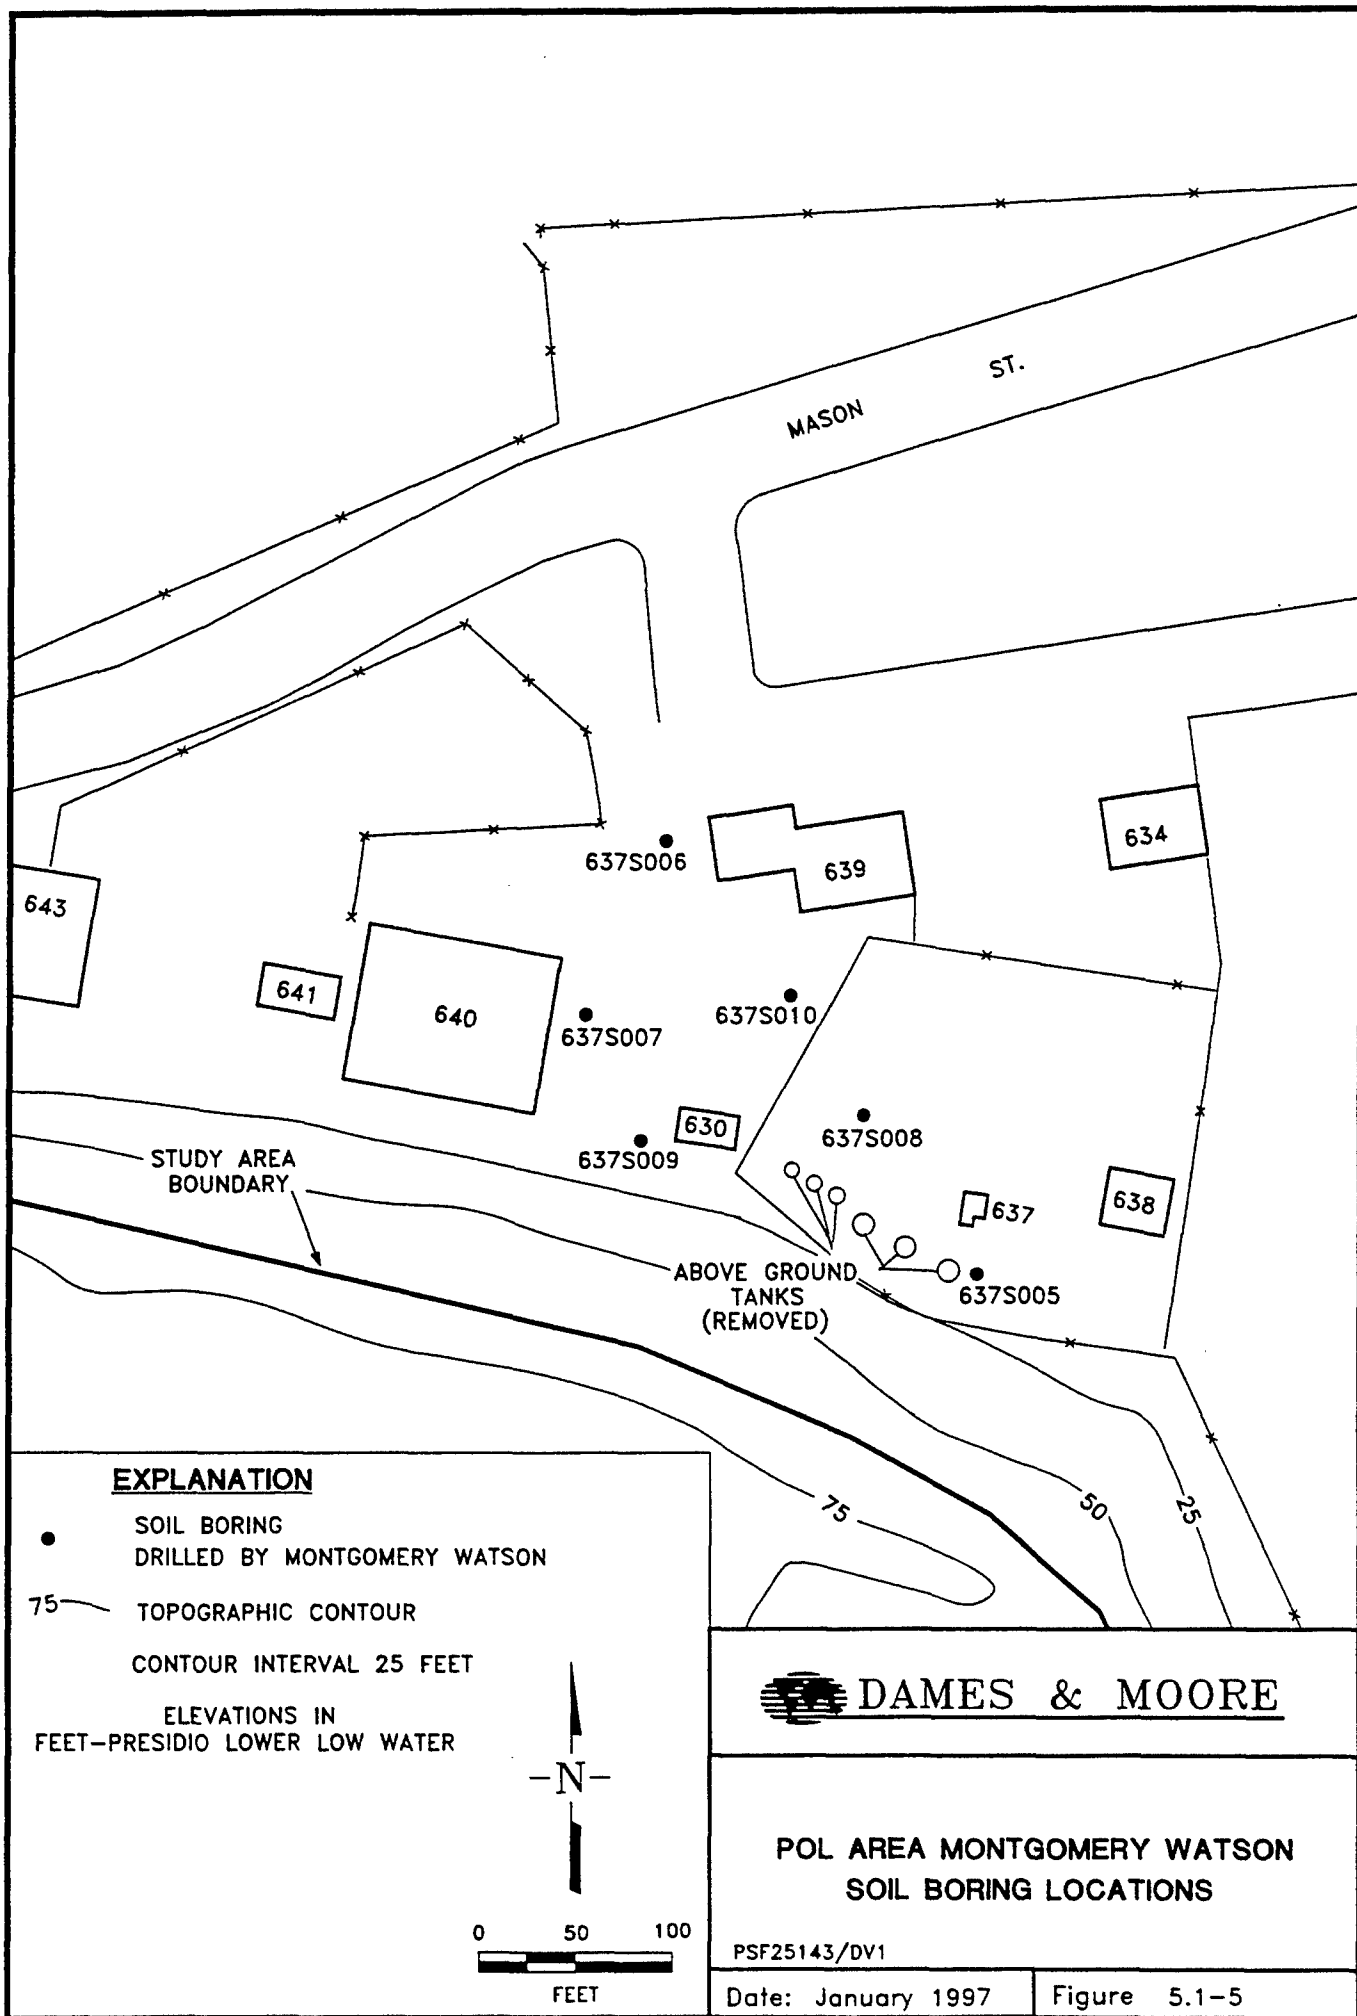 ST.
MASON
637S006
639
634
643
641
640
637S007
637S010
630
637S009
637S008
STUDY AREA
BOUNDARY
637
638
ABOVE GROUND
TANKS
(REMOVED)
637S005
75
50
25
EXPLANATION
SOIL BORING
DRILLED BY MONTGOMERY WATSON
75
TOPOGRAPHIC CONTOUR
CONTOUR INTERVAL 25 FEET
ELEVATIONS IN
FEET-PRESIDIO LOWER LOW WATER
-N-
0 50 100
FEET
DAMES & MOORE
POL AREA MONTGOMERY WATSON
SOIL BORING LOCATIONS
PSF25143/DV1
Date: January 1997
Figure 5.1-5